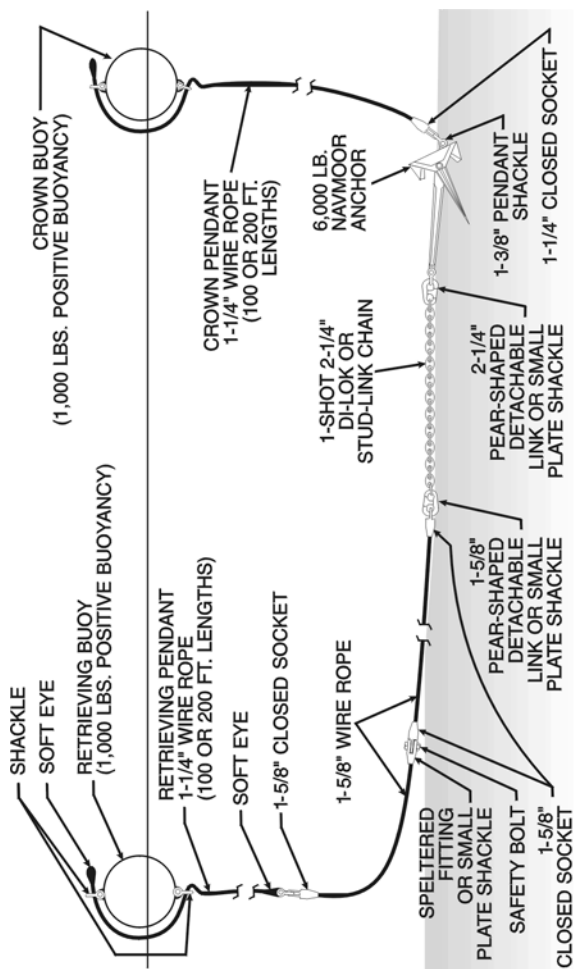 SHACKLE
SOFT EYE
RETRIEVING BUOY
(1,000 LBS. POSITIVE BUOYANCY)
RETRIEVING PENDANT
1-1/4" WIRE ROPE
(100 OR 200 FT. LENGTHS)
SOFT EYE
1-5/8" CLOSED SOCKET
1-5/8" WIRE ROPE
SPELTERED
FITTING
OR SMALL
PLATE SHACKLE
SAFETY BOLT
1-5/8"
CLOSED SOCKET
1-5/8"
PEAR-SHAPED
DETACHABLE
LINK OR SMALL
PLATE SHACKLE
1-SHOT 2-1/4"
DI-LOK OR
STUD-LINK CHAIN
2-1/4"
PEAR-SHAPED
DETACHABLE
LINK OR SMALL
PLATE SHACKLE
CROWN BUOY
(1,000 LBS. POSITIVE BUOYANCY)
CROWN PENDANT
1-1/4" WIRE ROPE
(100 OR 200 FT.
LENGTHS)
6,000 LB.
NAVMOOR
ANCHOR
1-3/8" PENDANT
SHACKLE
1-1/4" CLOSED SOCKET